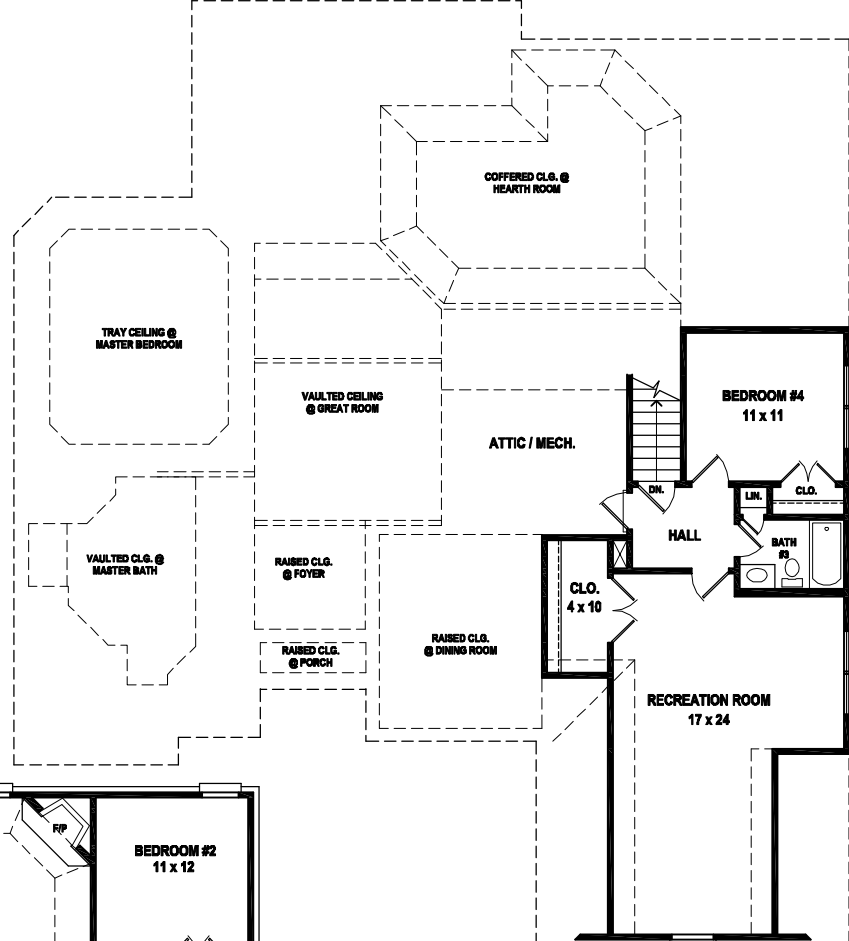 COFFERED CLG. @
HEARTH ROOM
TRAY CEILING @
MASTER BEDROOM
VAULTED CEILING
@ GREAT ROOM
BEDROOM #4
11 x 11
ATTIC / MECH.
DN.
LIN.
CLO.
HALL
BATH
#3
VAULTED CLG. @
MASTER BATH
RAISED CLG.
@ FOYER
CLO.
4 x 10
RAISED CLG.
@ PORCH
RAISED CLG.
@ DINING ROOM
RECREATION ROOM
17 x 24
F/P
BEDROOM #2
11 x 12